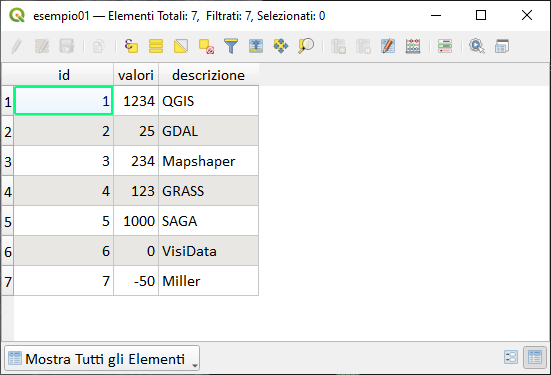 esempio01 — Elementi Totali: 7, Filtrati: 7, Selezionati: 0
id valori descrizione
1 1 1234 QGIS
2 2 25 GDAL
3 3 234 Mapshaper
4 4 123 GRASS
5 5 1000 SAGA
6 6 0 VisiData
7 7 -50 Miller
Mostra Tutti gli Elementi